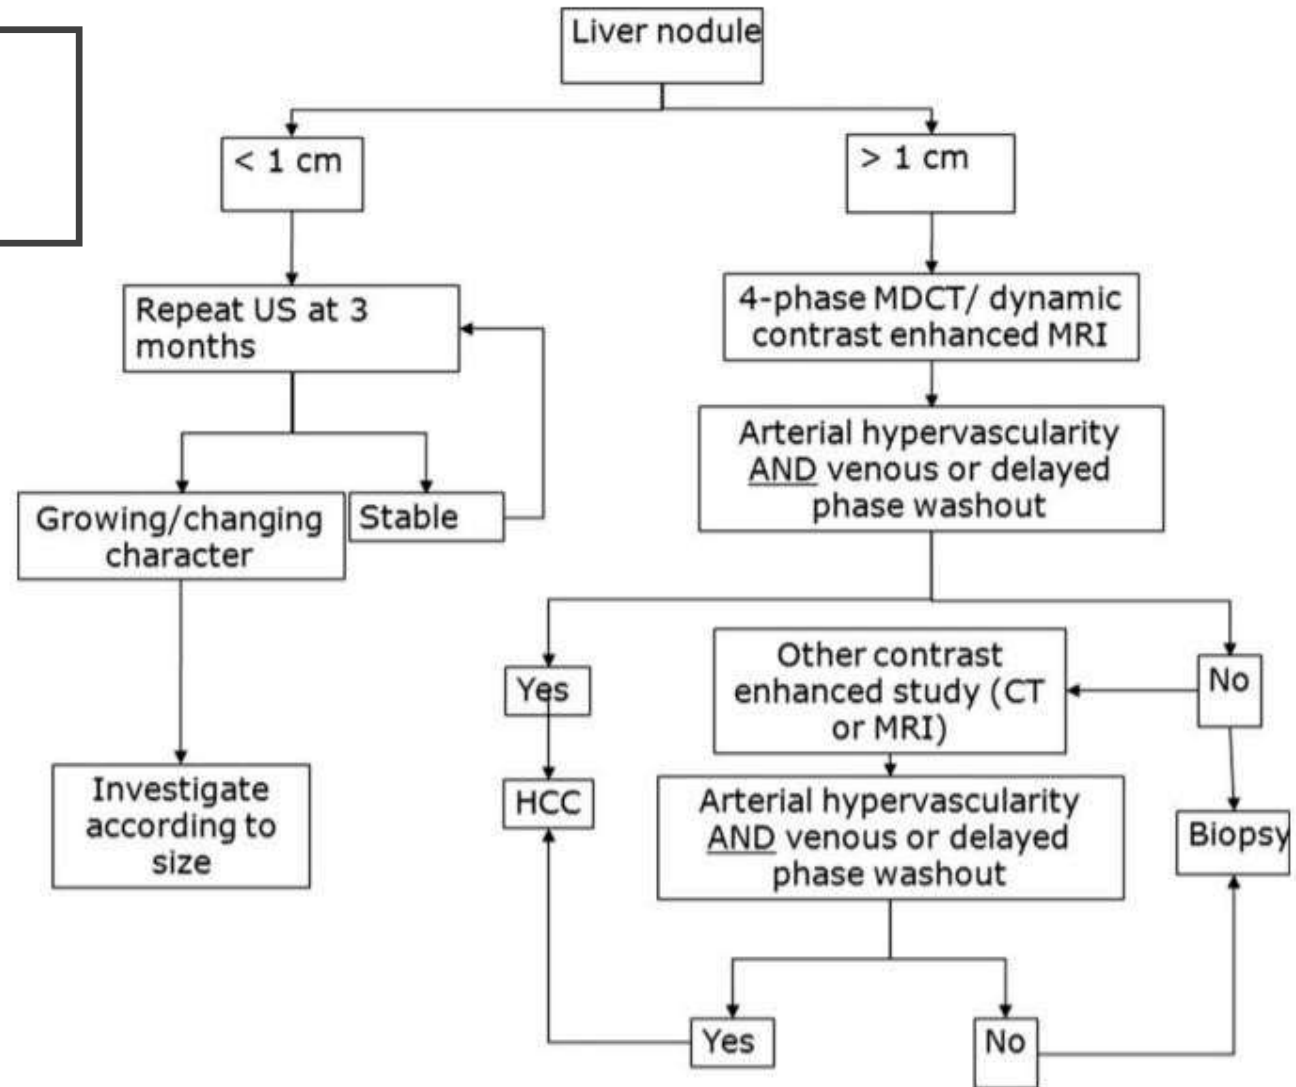 Liver nodule
< 1 cm
> 1 cm
Repeat US at 3
months
4-phase MDCT/ dynamic
contrast enhanced MRI
Arterial hypervascularity
AND venous or delayed
phase washout
Growing/changing
character
Stable
Investigate
according to
size
Yes
HCC
Other contrast
enhanced study (CT
or MRI)
No
Biopsy
Arterial hypervascularity
AND venous or delayed
phase washout
Yes
No